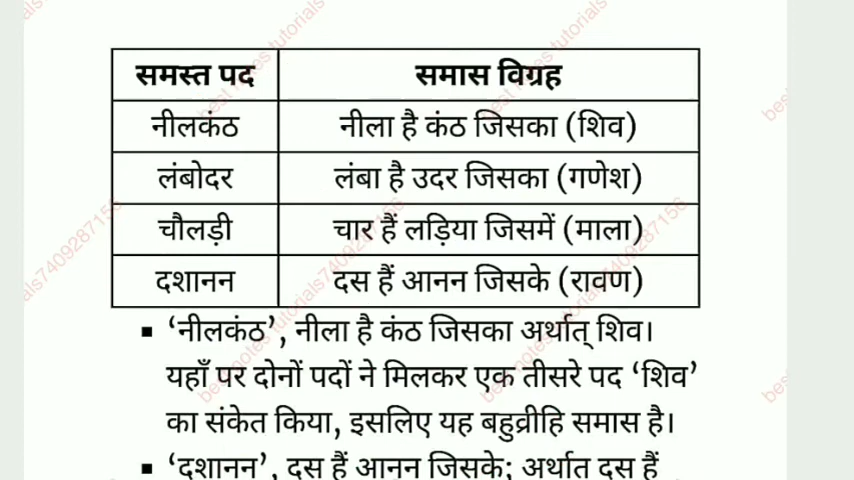 समस्त पद समास विग्रह
नीलकंठ नीला है कंठ जिसका (शिव)
लंबोदर लंबा है उदर जिसका (गणेश)
चौलड़ी चार हैं लड़िया जिसमें (माला)
दशानन दस हैं आनन जिसके (रावण)
▪ ‘नीलकंठ’, नीला है कंठ जिसका अर्थात् शिव।
यहाँ पर दोनों पदों ने मिलकर एक तीसरे पद ‘शिव’
का संकेत किया, इसलिए यह बहुव्रीहि समास है।
▪ ‘दशानन’, दस हैं आनन जिसके; अर्थात दस हैं